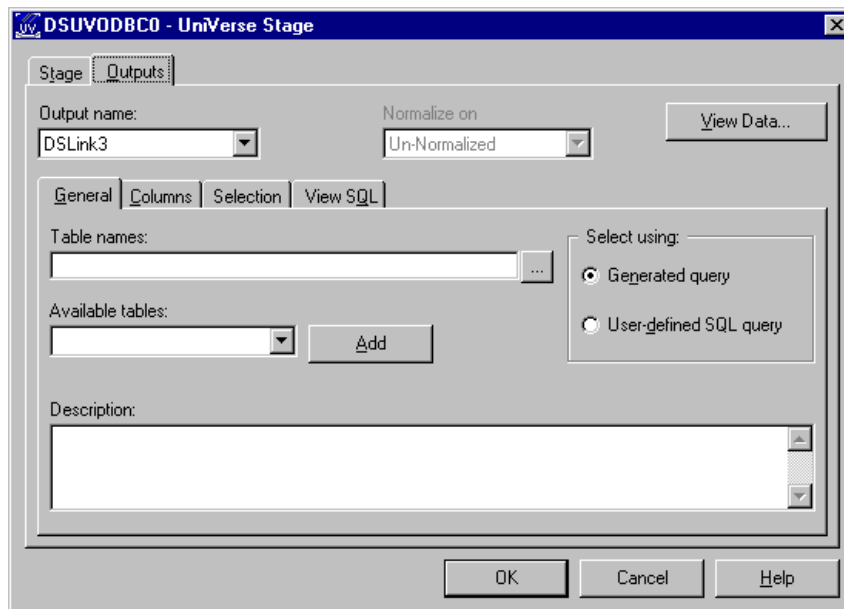 UV DSUVODBC0 - UniVerse Stage
Stage Outputs
Output name: Normalize on
DSLink3 Un-Normalized View Data...
General Columns Selection View SQL
Table names: Select using:
... Generated query
Available tables: User-defined SQL query
Add
Description:
OK Cancel Help